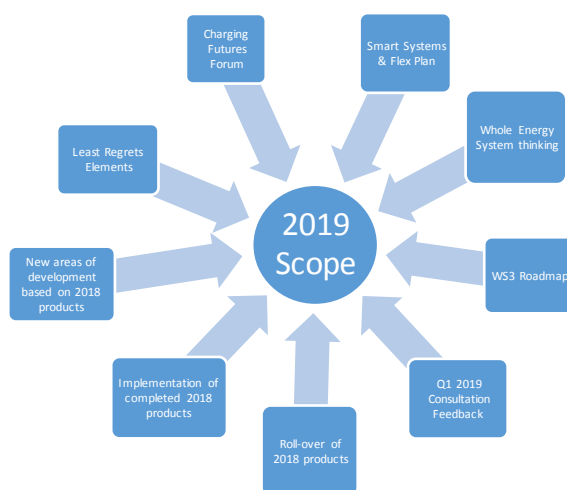 Charging
Futures
Forum
Smart Systems
& Flex Plan
Whole Energy
System thinking
WS3 Roadmap
Q1 2019
Consultation
Feedback
Roll-over of
2018 products
Implementation of
completed 2018
products
New areas of
development
based on 2018
products
Least Regrets
Elements
2019
Scope